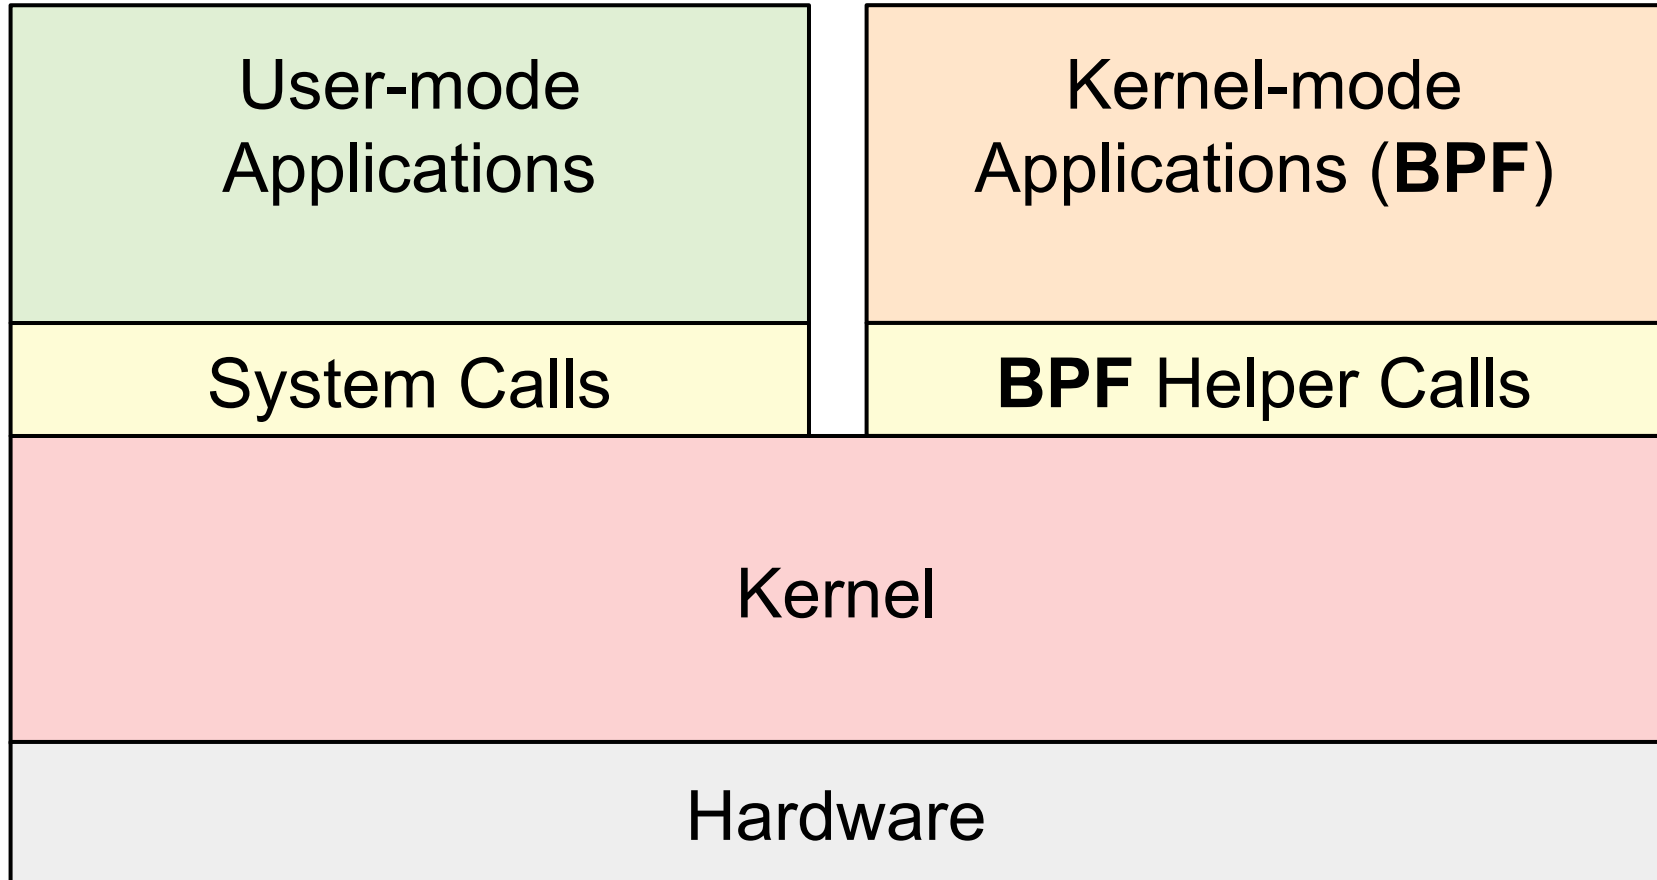 User-mode
Applications
Kernel-mode
Applications (BPF)
System Calls
BPF Helper Calls
Kernel
Hardware